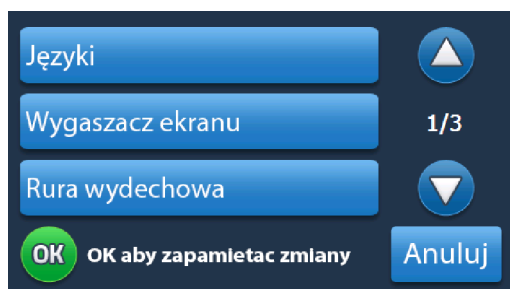 Języki
Wygaszacz ekranu
1/3
Rura wydechowa
OK OK aby zapamietac zmiany
Anuluj